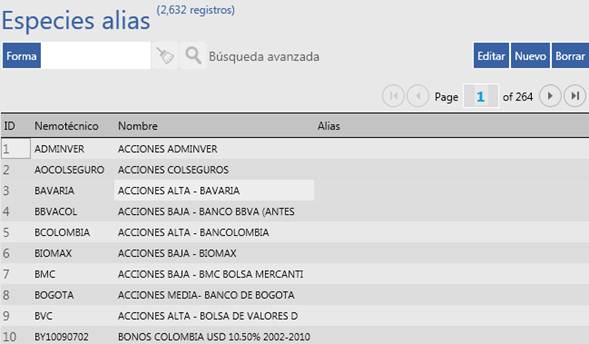 Especies alias (2,632 registros)
Forma Búsqueda avanzada Editar Nuevo Borrar
Page 1 of 264
ID Nemotécnico Nombre Alias
1 ADMINVER ACCIONES ADMINVER
2 AOCOLSEGURO ACCIONES COLSEGUROS
3 BAVARIA ACCIONES ALTA - BAVARIA
4 BBVACOL ACCIONES BAJA - BANCO BBVA (ANTES
5 BCOLOMBIA ACCIONES ALTA - BANCOLOMBIA
6 BIOMAX ACCIONES BAJA - BIOMAX
7 BMC ACCIONES BAJA - BMC BOLSA MERCANTI
8 BOGOTA ACCIONES MEDIA- BANCO DE BOGOTA
9 BVC ACCIONES ALTA - BOLSA DE VALORES D
10 BY10090702 BONOS COLOMBIA USD 10.50% 2002-2010